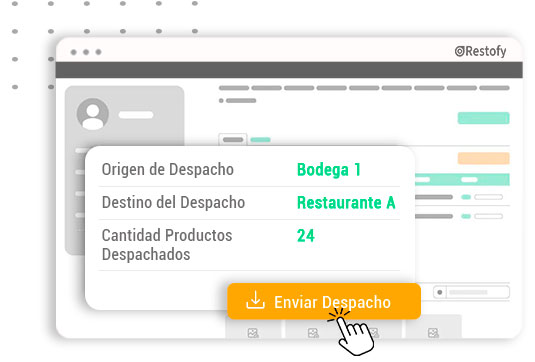 Restofy
Origen de Despacho Bodega 1
Destino del Despacho Restaurante A
Cantidad Productos 24
Despachados
Enviar Despacho